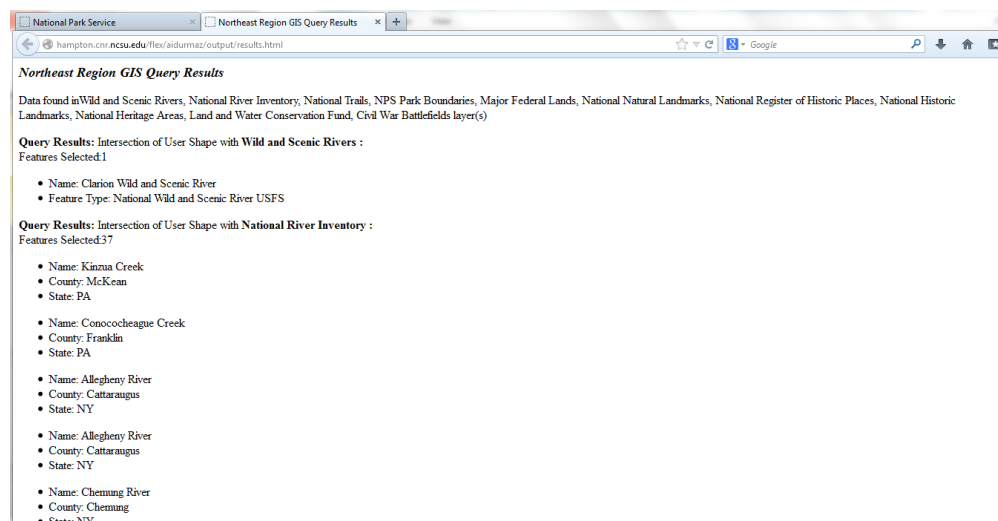 National Park Service
Northeast Region GIS Query Results
hampton.cnr.ncsu.edu/flex/aidurmaz/output/results.html
Google
Northeast Region GIS Query Results
Data found inWild and Scenic Rivers, National River Inventory, National Trails, NPS Park Boundaries, Major Federal Lands, National Natural Landmarks, National Register of Historic Places, National Historic
Landmarks, National Heritage Areas, Land and Water Conservation Fund, Civil War Battlefields layer(s)
Query Results: Intersection of User Shape with Wild and Scenic Rivers :
Features Selected:1
Name: Clarion Wild and Scenic River
Feature Type: National Wild and Scenic River USFS
Query Results: Intersection of User Shape with National River Inventory :
Features Selected:37
Name: Kinzua Creek
County: McKean
State: PA
Name: Conococheague Creek
County: Franklin
State: PA
Name: Allegheny River
County: Cattaraugus
State: NY
Name: Allegheny River
County: Cattaraugus
State: NY
Name: Chemung River
County: Chemung
State: NY